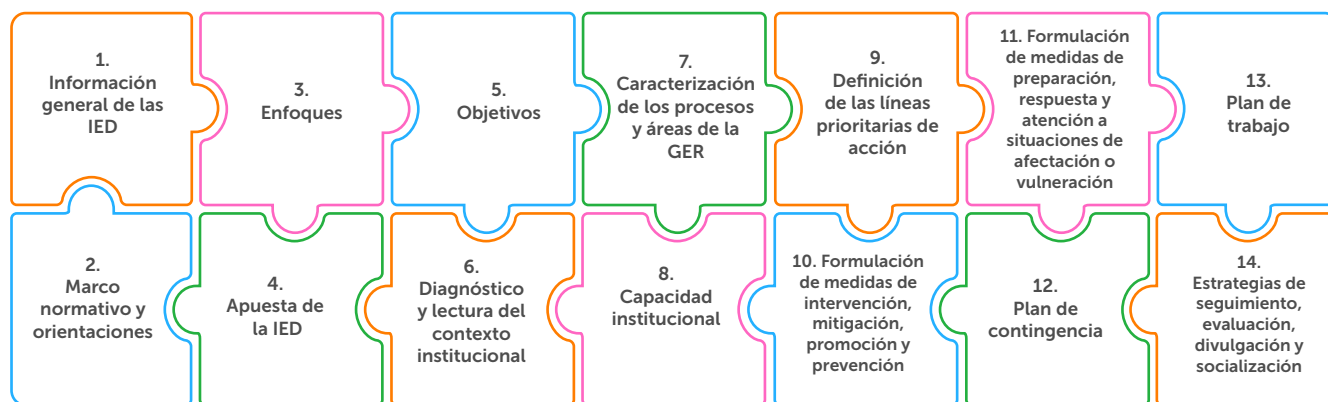 1.
Información
general de las
IED
2.
Marco
normativo y
orientaciones
3.
Enfoques
4.
Apuesta de
la IED
5.
Objetivos
6.
Diagnóstico
y lectura del
contexto
institucional
7.
Caracterización
de los procesos
y áreas de la
GER
8.
Capacidad
institucional
9.
Definición
de las líneas
prioritarias de
acción
10. Formulación
de medidas de
intervención,
mitigación,
promoción y
prevención
11. Formulación
de medidas de
preparación,
respuesta y
atención a
situaciones de
afectación o
vulneración
12.
Plan de
contingencia
13.
Plan de
trabajo
14.
Estrategias de
seguimiento,
evaluación,
divulgación y
socialización